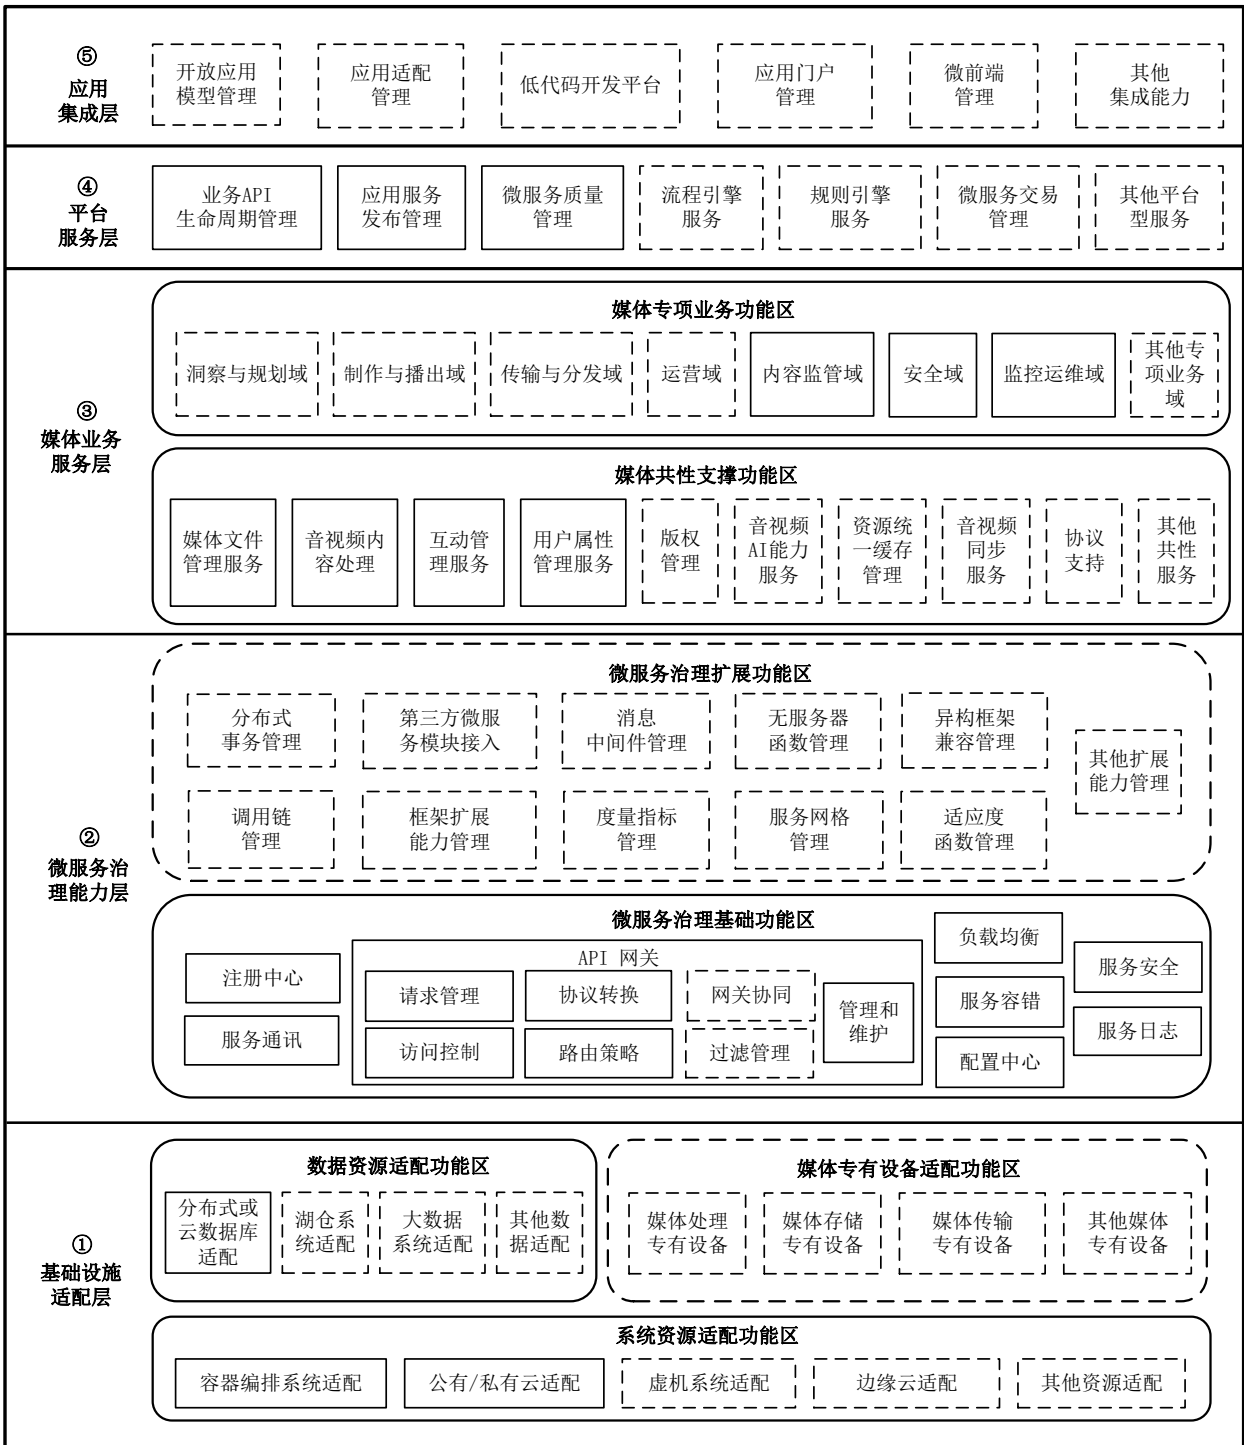 ⑤
应用
集成层
开放应用
模型管理
应用适配
管理
低代码开发平台
应用门户
管理
微前端
管理
其他
集成能力
④
平台
服务层
业务API
生命周期管理
应用服务
发布管理
微服务质量
管理
流程引擎
服务
规则引擎
服务
微服务交易
管理
其他平台
型服务
③
媒体业务
服务层
媒体专项业务功能区
洞察与规划域
制作与播出域
传输与分发域
运营域
内容监管域
安全域
监控运维域
其他专
项业务
域
媒体共性支撑功能区
媒体文件
管理服务
音视频内
容处理
互动管
理服务
用户属性
管理服务
版权
管理
音视频
AI能力
服务
资源统
一缓存
管理
音视频
同步
服务
协议
支持
其他
共性
服务
②
微服务治
理能力层
微服务治理扩展功能区
分布式
事务管理
第三方微服
务模块接入
消息
中间件管理
无服务器
函数管理
异构框架
兼容管理
其他扩展
能力管理
调用链
管理
框架扩展
能力管理
度量指标
管理
服务网格
管理
适应度
函数管理
微服务治理基础功能区
注册中心
服务通讯
API 网关
请求管理
协议转换
网关协同
访问控制
路由策略
过滤管理
管理和
维护
负载均衡
服务容错
配置中心
服务安全
服务日志
①
基础设施
适配层
数据资源适配功能区
分布式或
云数据库
适配
湖仓系
统适配
大数据
系统适配
其他数
据适配
媒体专有设备适配功能区
媒体处理
专有设备
媒体存储
专有设备
媒体传输
专有设备
其他媒体
专有设备
系统资源适配功能区
容器编排系统适配
公有/私有云适配
虚机系统适配
边缘云适配
其他资源适配